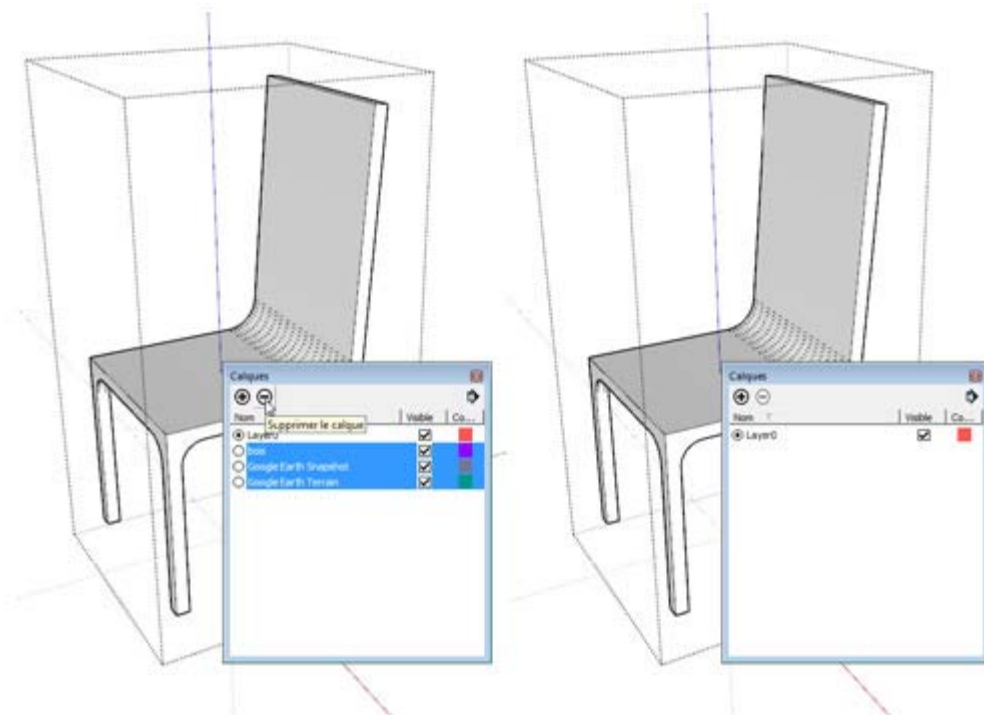 Calques
Nom Visible Co...
Supprimer le calque
Layer0
bois
Google Earth Snapshot
Google Earth Terrain
Calques
Nom Visible Co...
Layer0